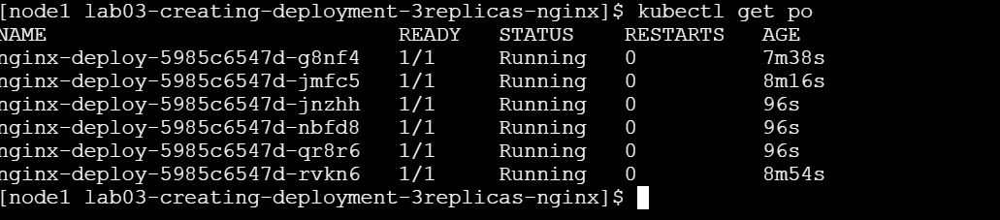 [node1 lab03-creating-deployment-3replicas-nginx]$ kubectl get po
NAME READY STATUS RESTARTS AGE
nginx-deploy-5985c6547d-g8nf4 1/1 Running 0 7m38s
nginx-deploy-5985c6547d-jmfc5 1/1 Running 0 8m16s
nginx-deploy-5985c6547d-jnzhh 1/1 Running 0 96s
nginx-deploy-5985c6547d-nbfd8 1/1 Running 0 96s
nginx-deploy-5985c6547d-qr8r6 1/1 Running 0 96s
nginx-deploy-5985c6547d-rvkn6 1/1 Running 0 8m54s
[node1 lab03-creating-deployment-3replicas-nginx]$